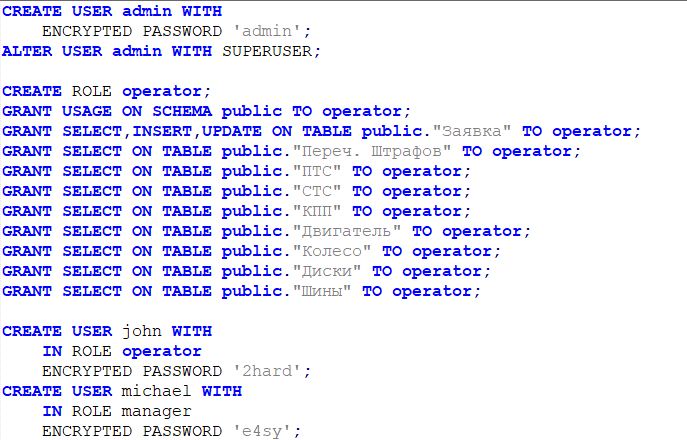 CREATE USER admin WITH
    ENCRYPTED PASSWORD 'admin';
ALTER USER admin WITH SUPERUSER;

CREATE ROLE operator;
GRANT USAGE ON SCHEMA public TO operator;
GRANT SELECT,INSERT,UPDATE ON TABLE public."Заявка" TO operator;
GRANT SELECT ON TABLE public."Переч. Штрафов" TO operator;
GRANT SELECT ON TABLE public."ПТС" TO operator;
GRANT SELECT ON TABLE public."СТС" TO operator;
GRANT SELECT ON TABLE public."КПП" TO operator;
GRANT SELECT ON TABLE public."Двигатель" TO operator;
GRANT SELECT ON TABLE public."Колесо" TO operator;
GRANT SELECT ON TABLE public."Диски" TO operator;
GRANT SELECT ON TABLE public."Шины" TO operator;

CREATE USER john WITH
    IN ROLE operator
    ENCRYPTED PASSWORD '2hard';
CREATE USER michael WITH
    IN ROLE manager
    ENCRYPTED PASSWORD 'e4sy';